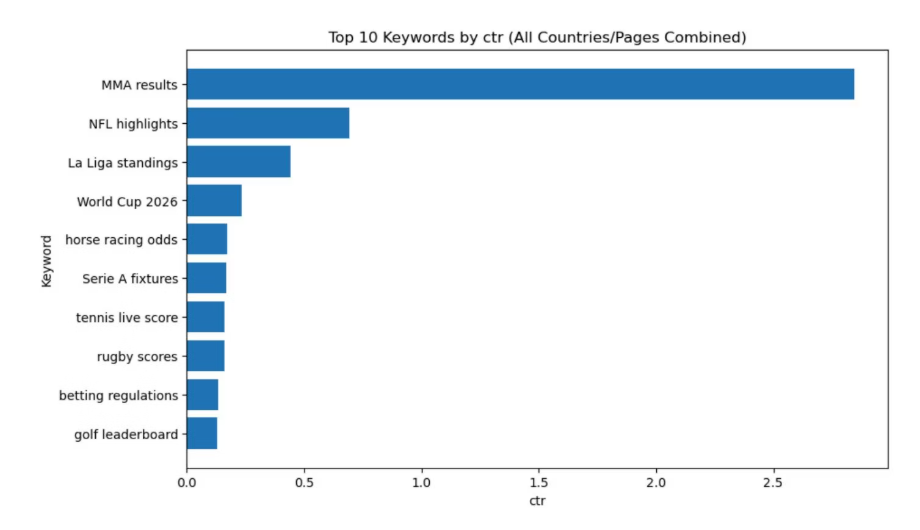 Top 10 Keywords by ctr (All Countries/Pages Combined)
Keyword
MMA results
NFL highlights
La Liga standings
World Cup 2026
horse racing odds
Serie A fixtures
tennis live score
rugby scores
betting regulations
golf leaderboard
0.0 0.5 1.0 1.5 2.0 2.5
ctr